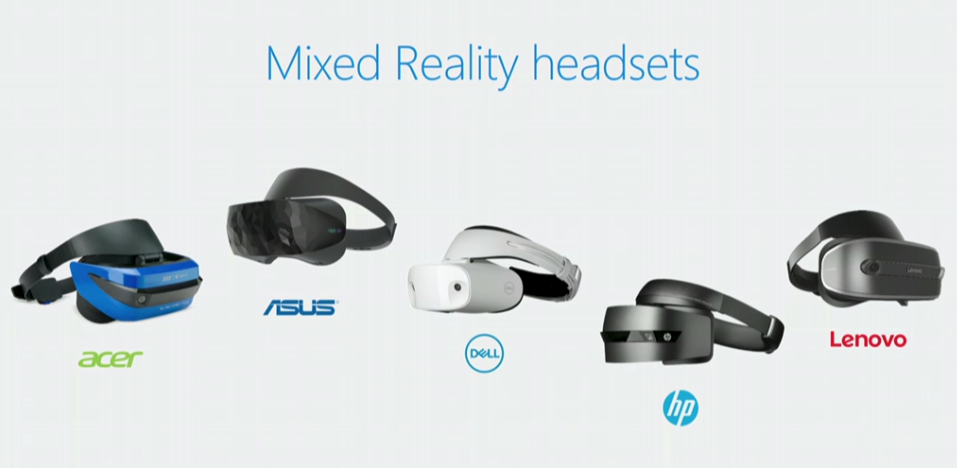 Mixed Reality headsets
acer
ASUS
DELL
hp
Lenovo